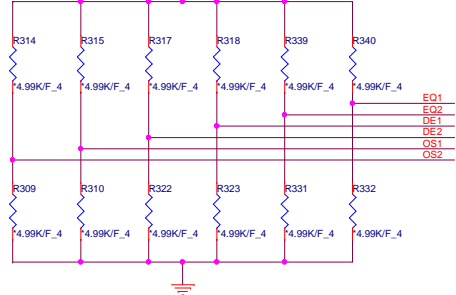 R314 R315 R317 R318 R339 R340
*4.99K/F_4 *4.99K/F_4 *4.99K/F_4 *4.99K/F_4 *4.99K/F_4 *4.99K/F_4
EQ1
EQ2
DE1
DE2
OS1
OS2
R309 R310 R322 R323 R331 R332
*4.99K/F_4 *4.99K/F_4 *4.99K/F_4 *4.99K/F_4 *4.99K/F_4 *4.99K/F_4